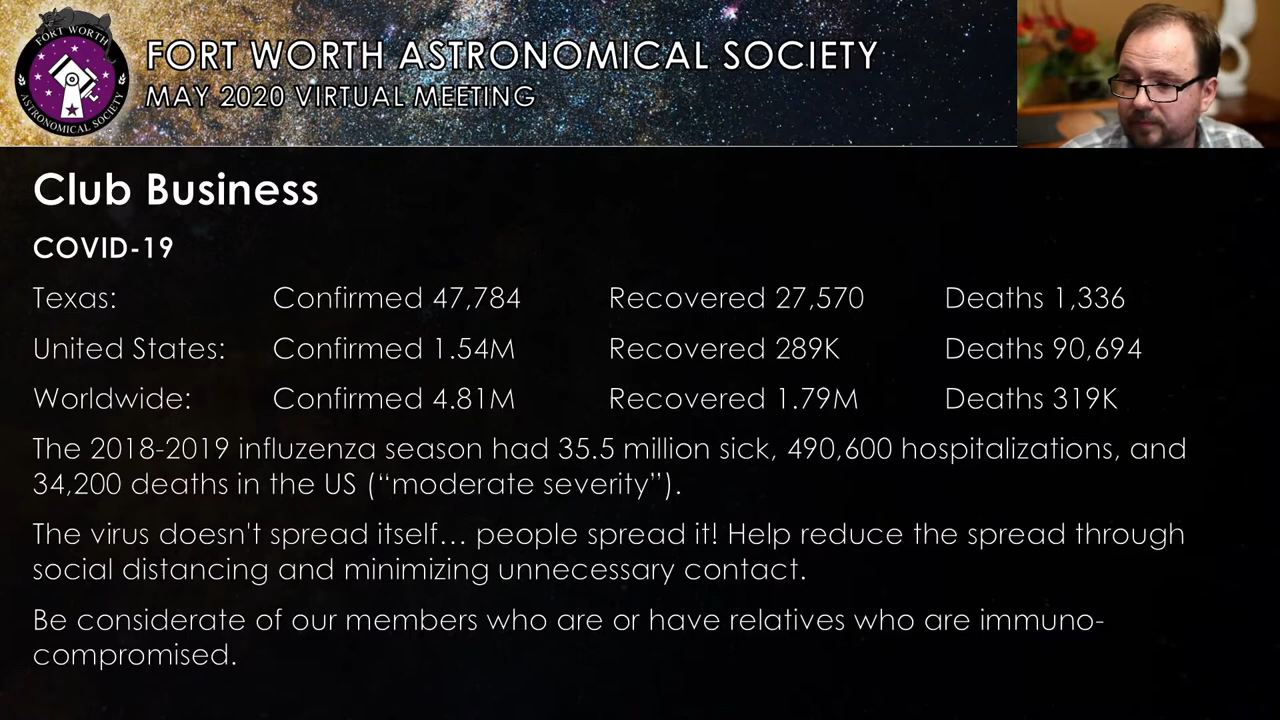 FORT WORTH
ASTRONOMICAL SOCIETY
FORT WORTH ASTRONOMICAL SOCIETY
MAY 2020 VIRTUAL MEETING
Club Business
COVID-19
Texas: Confirmed 47,784 Recovered 27,570 Deaths 1,336
United States: Confirmed 1.54M Recovered 289K Deaths 90,694
Worldwide: Confirmed 4.81M Recovered 1.79M Deaths 319K
The 2018-2019 influzenza season had 35.5 million sick, 490,600 hospitalizations, and
34,200 deaths in the US (“moderate severity”).
The virus doesn't spread itself… people spread it! Help reduce the spread through
social distancing and minimizing unnecessary contact.
Be considerate of our members who are or have relatives who are immuno-
compromised.